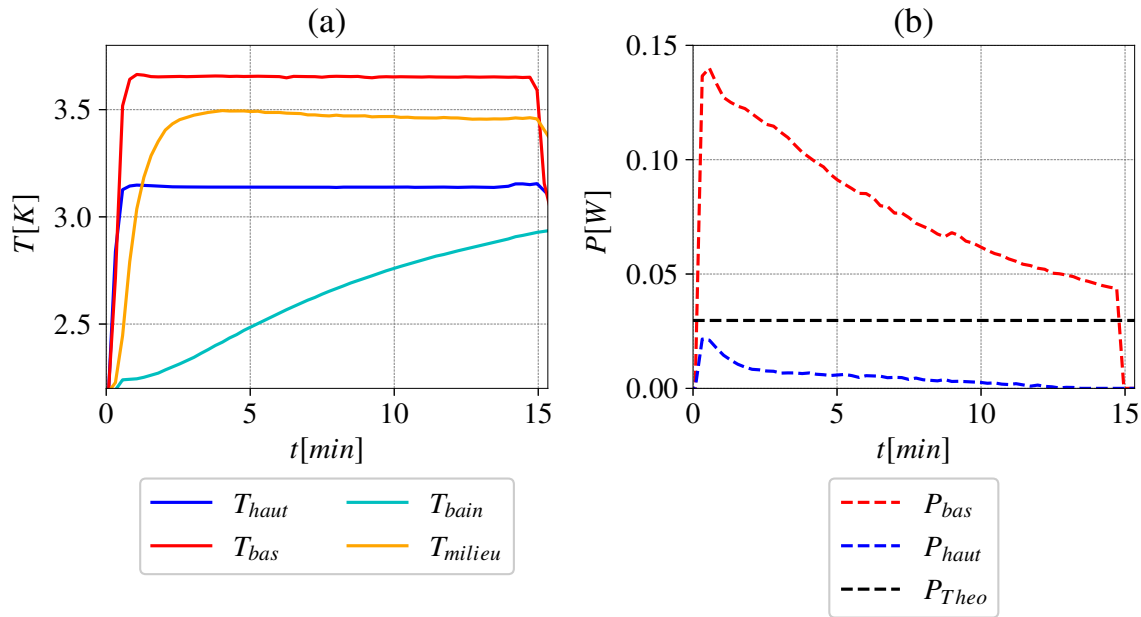 (a)
T[K]
3.5
3.0
2.5
0
5
10
15
t[min]
T_haut
T_bain
T_bas
T_milieu
(b)
P[W]
0.15
0.10
0.05
0.00
0
5
10
15
t[min]
P_bas
P_haut
P_Theo